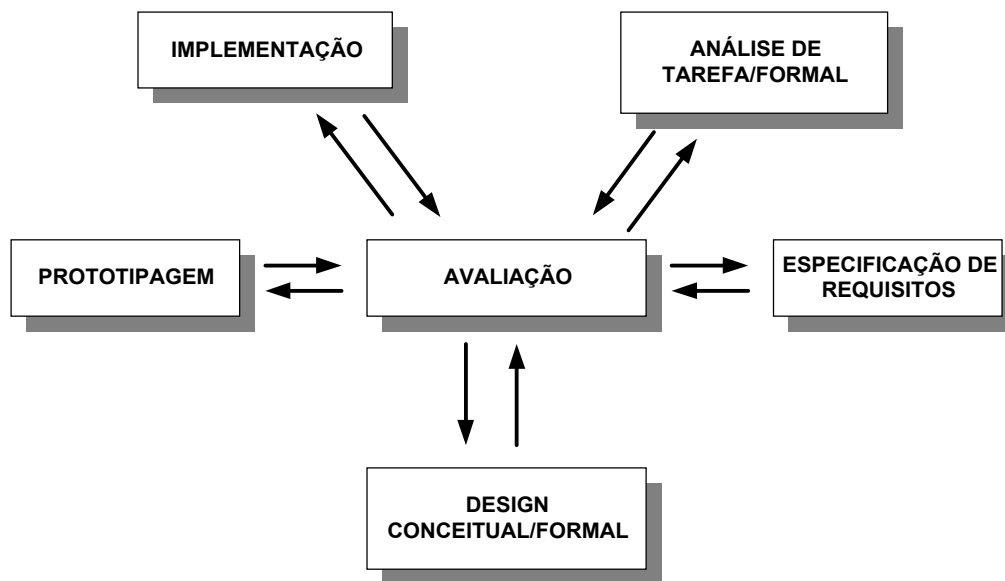 IMPLEMENTAÇÃO
ANÁLISE DE
TAREFA/FORMAL
PROTOTIPAGEM
AVALIAÇÃO
ESPECIFICAÇÃO DE
REQUISITOS
DESIGN
CONCEITUAL/FORMAL